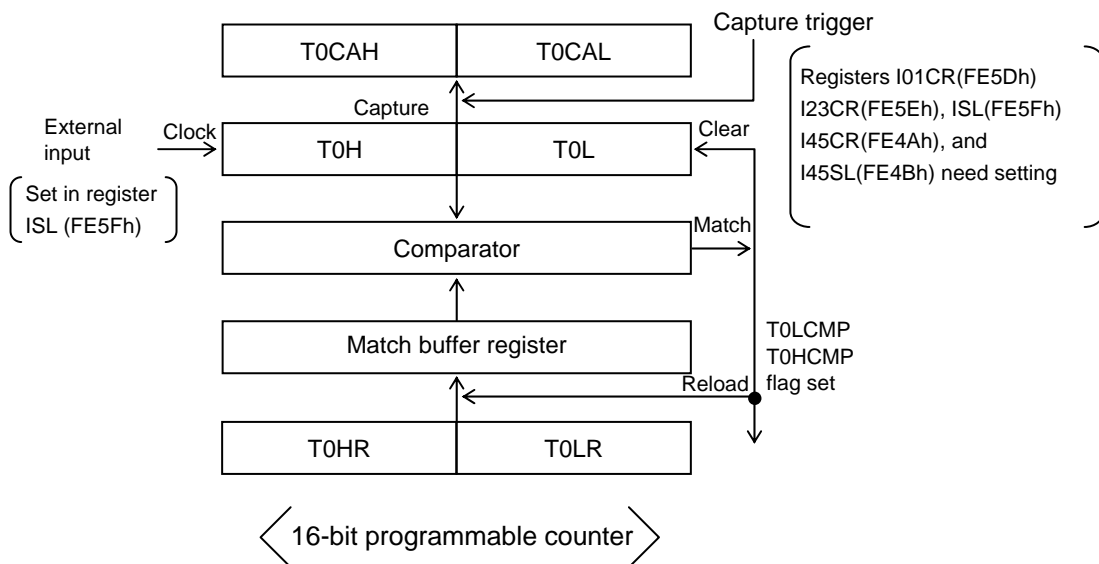 Capture trigger
T0CAH
T0CAL
Registers I01CR(FE5Dh)
I23CR(FE5Eh), ISL(FE5Fh)
I45CR(FE4Ah), and
I45SL(FE4Bh) need setting
Capture
External
input
Clock
T0H
T0L
Clear
Set in register
ISL (FE5Fh)
Comparator
Match
Match buffer register
T0LCMP
T0HCMP
flag set
Reload
T0HR
T0LR
16-bit programmable counter